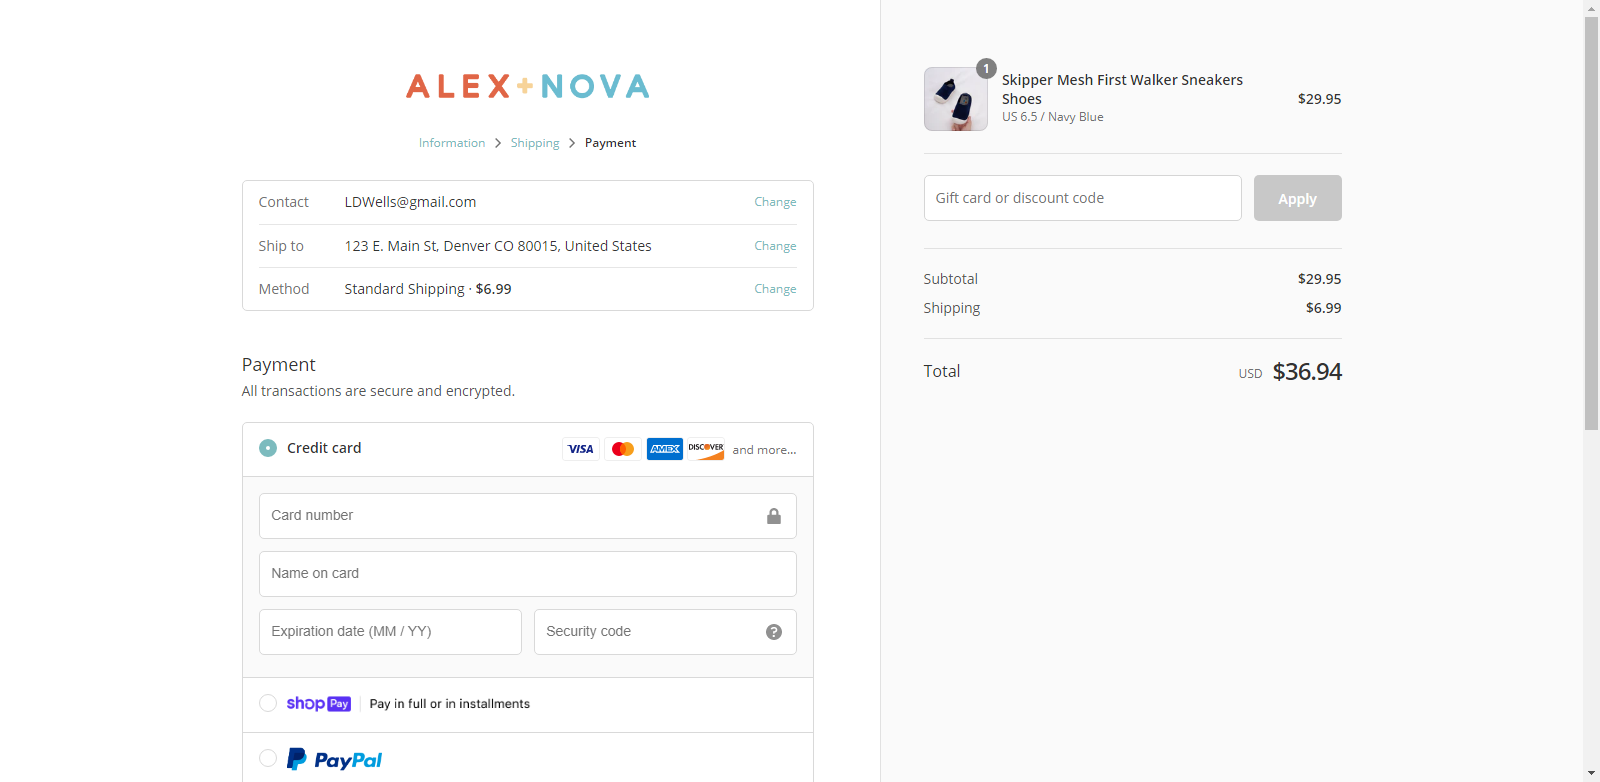 ALEX+NOVA
Information > Shipping > Payment
Contact LDWells@gmail.com Change
Ship to 123 E. Main St, Denver CO 80015, United States Change
Method Standard Shipping · $6.99 Change
Payment
All transactions are secure and encrypted.
Credit card VISA AMEX DISCOVER and more...
Card number
Name on card
Expiration date (MM / YY) Security code ?
shop Pay Pay in full or in installments
PayPal
1
Skipper Mesh First Walker Sneakers
Shoes $29.95
US 6.5 / Navy Blue
Gift card or discount code Apply
Subtotal $29.95
Shipping $6.99
Total USD $36.94